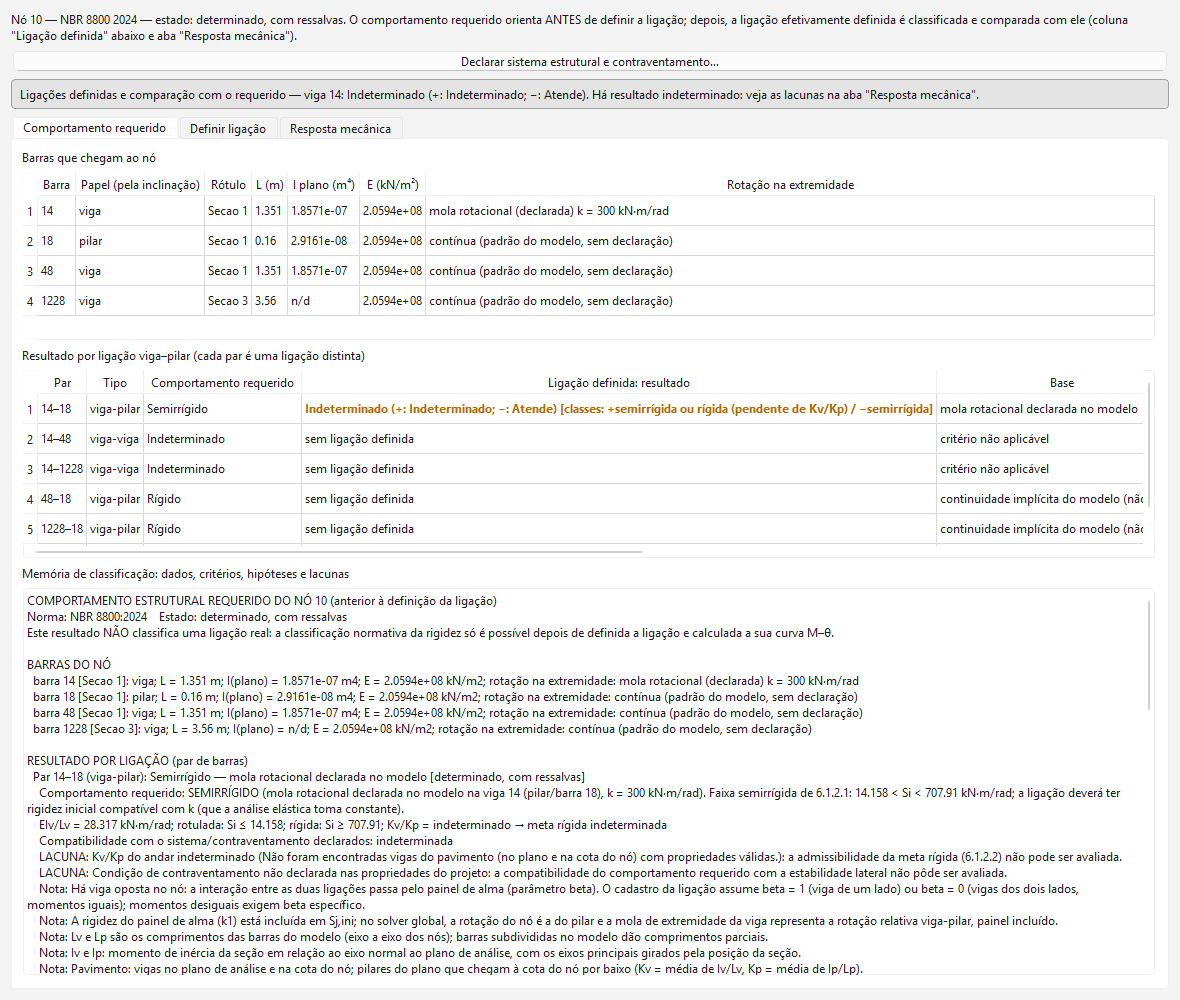 Nó 10 — NBR 8800 2024 — estado: determinado, com ressalvas. O comportamento requerido orienta ANTES de definir a ligação; depois, a ligação efetivamente definida é classificada e comparada com ele (coluna
"Ligação definida" abaixo e aba "Resposta mecânica").
Declarar sistema estrutural e contraventamento...
Ligações definidas e comparação com o requerido — viga 14: Indeterminado (+: Indeterminado; −: Atende). Há resultado indeterminado: veja as lacunas na aba "Resposta mecânica".
Comportamento requerido Definir ligação Resposta mecânica
Barras que chegam ao nó
Barra Papel (pela inclinação) Rótulo L (m) I plano (m⁴) E (kN/m²) Rotação na extremidade
1 14 viga Secao 1 1.351 1.8571e-07 2.0594e+08 mola rotacional (declarada) k = 300 kN·m/rad
2 18 pilar Secao 1 0.16 2.9161e-08 2.0594e+08 contínua (padrão do modelo, sem declaração)
3 48 viga Secao 1 1.351 1.8571e-07 2.0594e+08 contínua (padrão do modelo, sem declaração)
4 1228 viga Secao 3 3.56 n/d 2.0594e+08 contínua (padrão do modelo, sem declaração)
Resultado por ligação viga–pilar (cada par é uma ligação distinta)
Par Tipo Comportamento requerido Ligação definida: resultado Base
1 14–18 viga-pilar Semirrígido Indeterminado (+: Indeterminado; −: Atende) [classes: +semirrígida ou rígida (pendente de Kv/Kp) / −semirrígida] mola rotacional declarada no modelo
2 14–48 viga-viga Indeterminado sem ligação definida critério não aplicável
3 14–1228 viga-viga Indeterminado sem ligação definida critério não aplicável
4 48–18 viga-pilar Rígido sem ligação definida continuidade implícita do modelo (nã
5 1228–18 viga-pilar Rígido sem ligação definida continuidade implícita do modelo (nã
Memória de classificação: dados, critérios, hipóteses e lacunas
COMPORTAMENTO ESTRUTURAL REQUERIDO DO NÓ 10 (anterior à definição da ligação)
Norma: NBR 8800:2024 Estado: determinado, com ressalvas
Este resultado NÃO classifica uma ligação real: a classificação normativa da rigidez só é possível depois de definida a ligação e calculada a sua curva M–θ.
BARRAS DO NÓ
barra 14 [Secao 1]: viga; L = 1.351 m; I(plano) = 1.8571e-07 m4; E = 2.0594e+08 kN/m2; rotação na extremidade: mola rotacional (declarada) k = 300 kN·m/rad
barra 18 [Secao 1]: pilar; L = 0.16 m; I(plano) = 2.9161e-08 m4; E = 2.0594e+08 kN/m2; rotação na extremidade: contínua (padrão do modelo, sem declaração)
barra 48 [Secao 1]: viga; L = 1.351 m; I(plano) = 1.8571e-07 m4; E = 2.0594e+08 kN/m2; rotação na extremidade: contínua (padrão do modelo, sem declaração)
barra 1228 [Secao 3]: viga; L = 3.56 m; I(plano) = n/d; E = 2.0594e+08 kN/m2; rotação na extremidade: contínua (padrão do modelo, sem declaração)
RESULTADO POR LIGAÇÃO (par de barras)
Par 14–18 (viga-pilar): Semirrígido — mola rotacional declarada no modelo [determinado, com ressalvas]
Comportamento requerido: SEMIRRÍGIDO (mola rotacional declarada no modelo na viga 14 (pilar/barra 18), k = 300 kN·m/rad). Faixa semirrígida de 6.1.2.1: 14.158 < Si < 707.91 kN·m/rad; a ligação deverá ter
rigidez inicial compatível com k (que a análise elástica toma constante).
EIv/Lv = 28.317 kN·m/rad; rotulada: Si ≤ 14.158; rígida: Si ≥ 707.91; Kv/Kp = indeterminado → meta rígida indeterminada
Compatibilidade com o sistema/contraventamento declarados: indeterminada
LACUNA: Kv/Kp do andar indeterminado (Não foram encontradas vigas do pavimento (no plano e na cota do nó) com propriedades válidas.): a admissibilidade da meta rígida (6.1.2.2) não pode ser avaliada.
LACUNA: Condição de contraventamento não declarada nas propriedades do projeto: a compatibilidade do comportamento requerido com a estabilidade lateral não pôde ser avaliada.
Nota: Há viga oposta no nó: a interação entre as duas ligações passa pelo painel de alma (parâmetro beta). O cadastro da ligação assume beta = 1 (viga de um lado) ou beta = 0 (vigas dos dois lados,
momentos iguais); momentos desiguais exigem beta específico.
Nota: A rigidez do painel de alma (k1) está incluída em Sj,ini; no solver global, a rotação do nó é a do pilar e a mola de extremidade da viga representa a rotação relativa viga-pilar, painel incluído.
Nota: Lv e Lp são os comprimentos das barras do modelo (eixo a eixo dos nós); barras subdivididas no modelo dão comprimentos parciais.
Nota: Iv e Ip: momento de inércia da seção em relação ao eixo normal ao plano de análise, com os eixos principais girados pela posição da seção.
Nota: Pavimento: vigas no plano de análise e na cota do nó; pilares do plano que chegam à cota do nó por baixo (Kv = média de Iv/Lv, Kp = média de Ip/Lp).